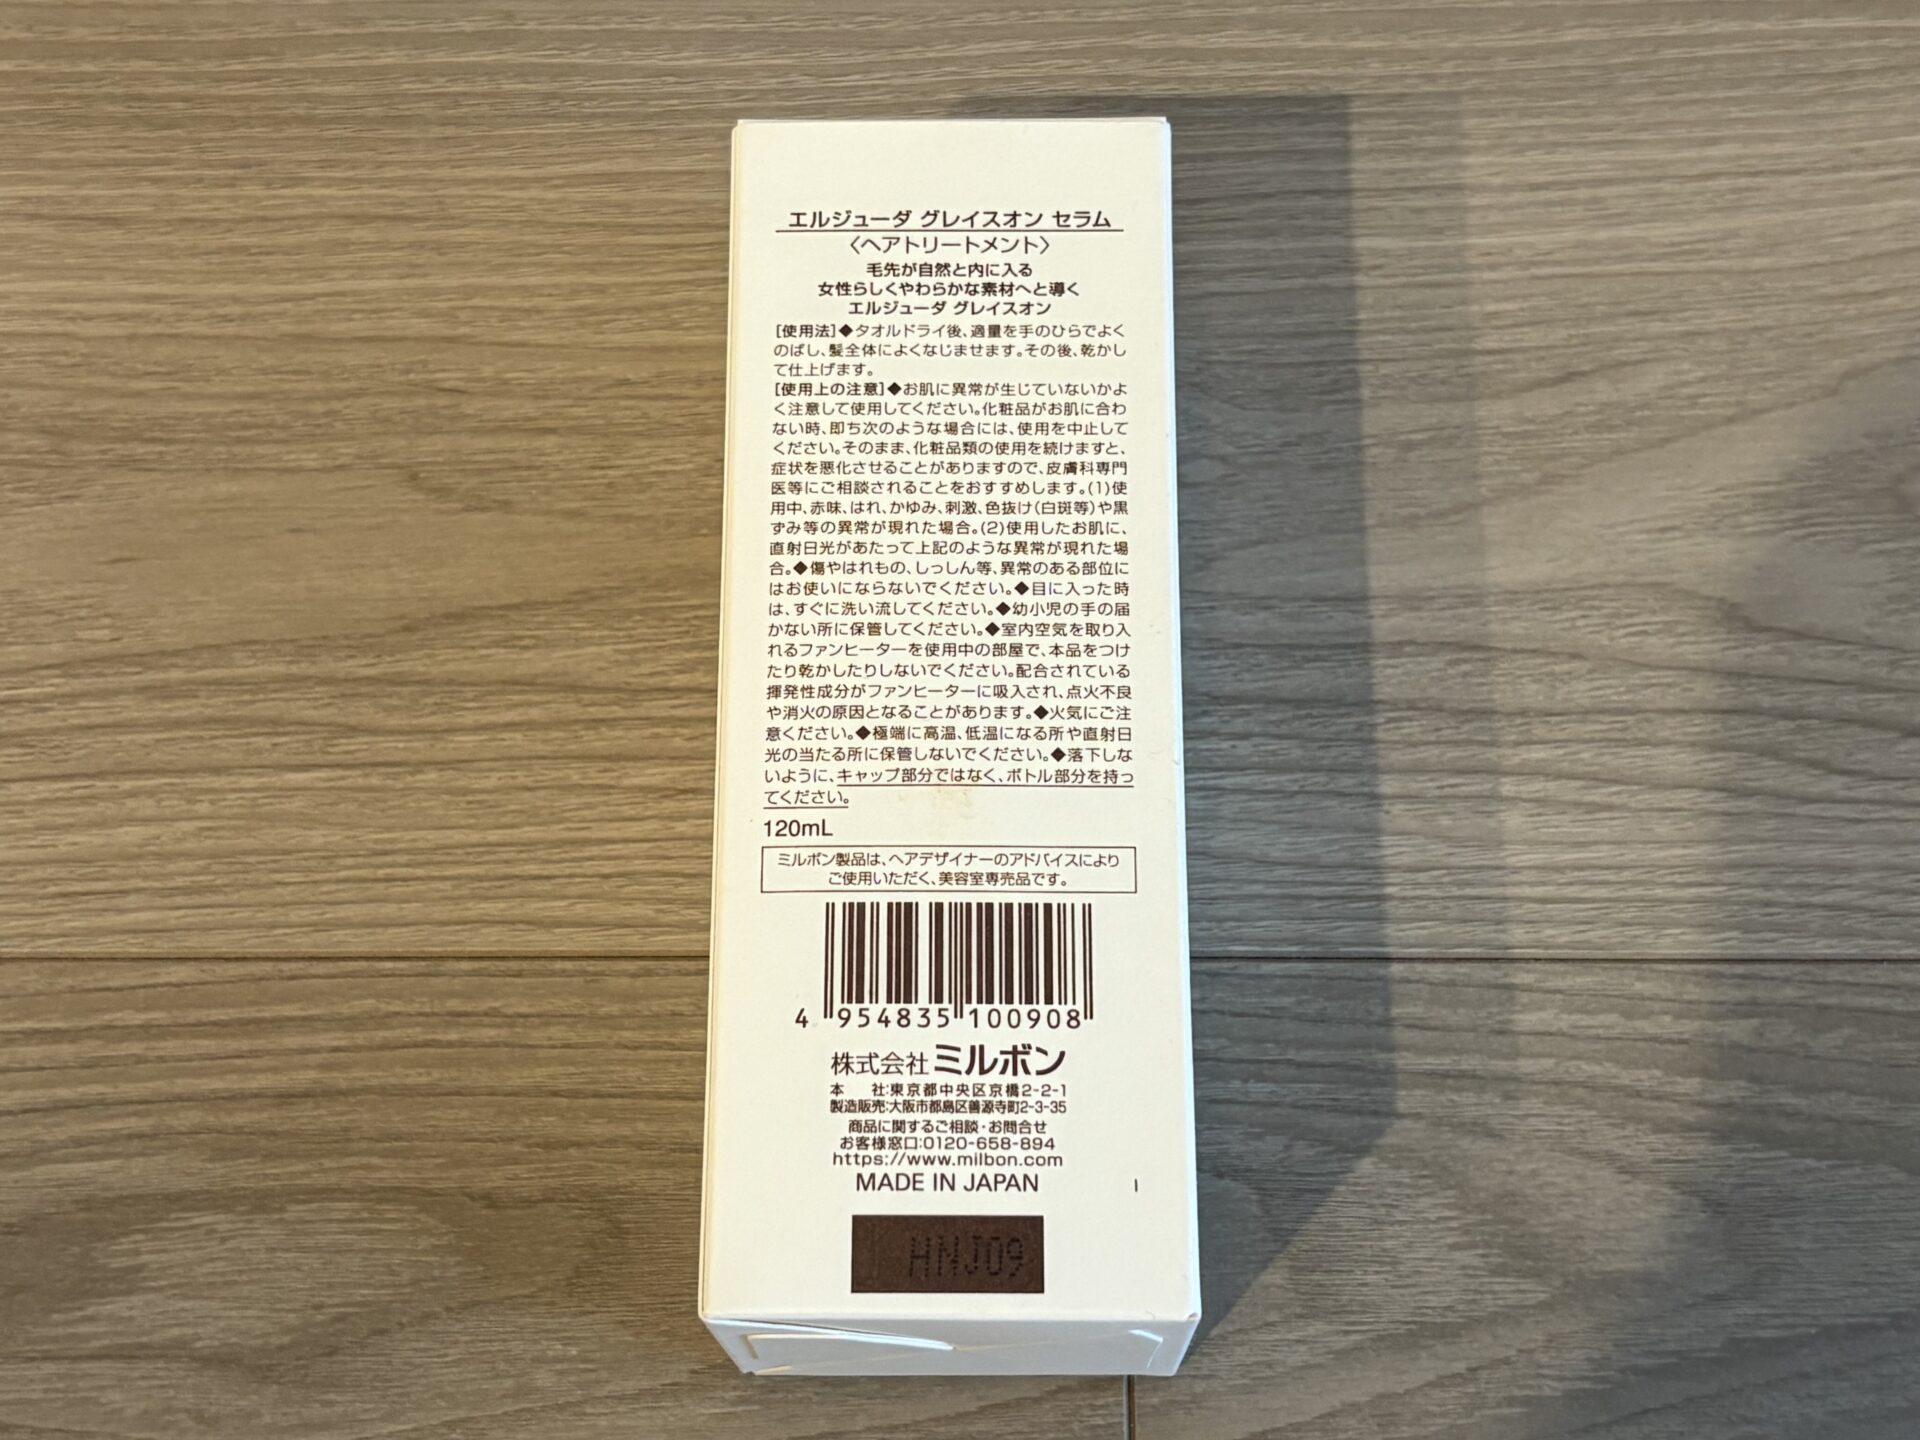 エルジューダ グレイスオン セラム
〈ヘアトリートメント〉
毛先が自然と内に入る
女性らしくやわらかな素材へと導く
エルジューダ グレイスオン
[使用法]◆タオルドライ後、適量を手のひらでよく
のばし、髪全体によくなじませます。その後、乾かし
て仕上げます。
[使用上の注意]◆お肌に異常が生じていないかよ
く注意して使用してください。化粧品がお肌に合わ
ない時、即ち次のような場合には、使用を中止して
ください。そのまま、化粧品類の使用を続けますと、
症状を悪化させることがありますので、皮膚科専門
医等にご相談されることをおすすめします。(1)使
用中、赤味、はれ、かゆみ、刺激、色抜け(白斑等)や黒
ずみ等の異常が現れた場合。(2)使用したお肌に、
直射日光があたって上記のような異常が現れた場
合。◆傷やはれもの、しっしん等、異常のある部位に
はお使いにならないでください。◆目に入った時
は、すぐに洗い流してください。◆幼小児の手の届
かない所に保管してください。◆室内空気を取り入
れるファンヒーターを使用中の部屋で、本品をつけ
たり乾かしたりしないでください。配合されている
揮発性成分がファンヒーターに吸入され、点火不良
や消火の原因となることがあります。◆火気にご注
意ください。◆極端に高温、低温になる所や直射日
光の当たる所に保管しないでください。◆落下しな
いように、キャップ部分ではなく、ボトル部分を持っ
てください。
120mL
ミルボン製品は、ヘアデザイナーのアドバイスにより
ご使用いただく、美容室専売品です。
4 954835 100908
株式会社ミルボン
本 社:東京都中央区京橋2-2-1
製造販売:大阪市都島区善源寺町2-3-35
商品に関するご相談・お問合せ
お客様窓口:0120-658-894
https://www.milbon.com
MADE IN JAPAN
HNJ09